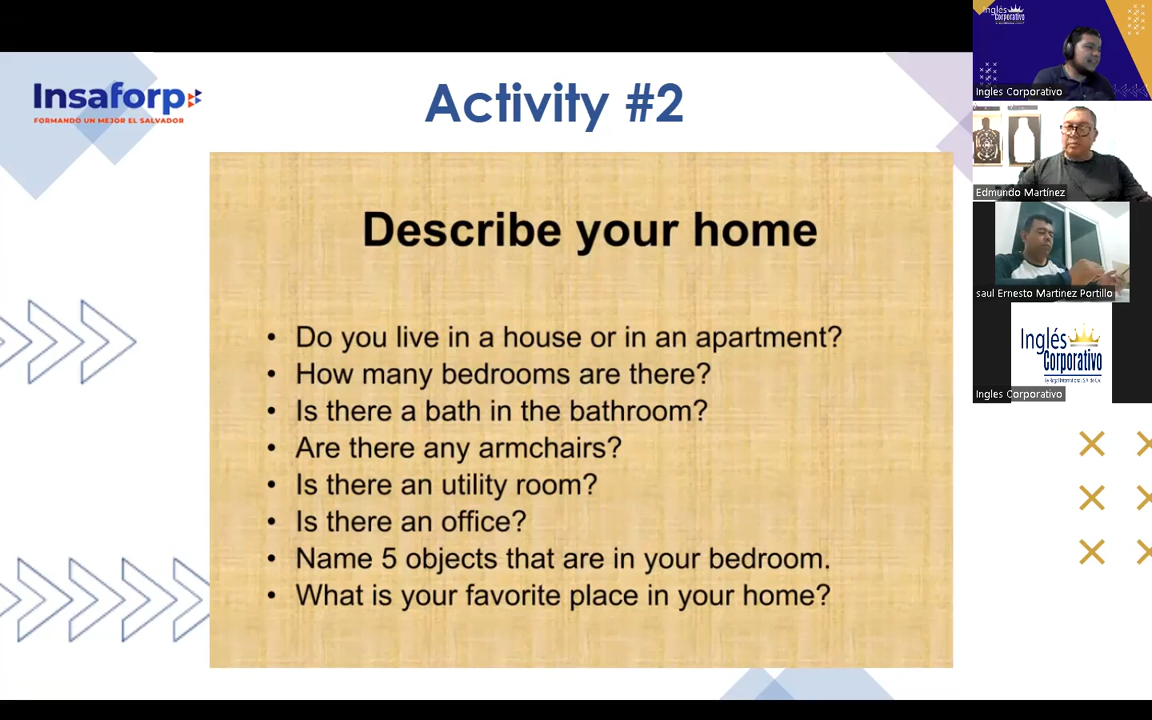 Insaforp
FORMANDO UN MEJOR EL SALVADOR
Activity #2
Describe your home
• Do you live in a house or in an apartment?
• How many bedrooms are there?
• Is there a bath in the bathroom?
• Are there any armchairs?
• Is there an utility room?
• Is there an office?
• Name 5 objects that are in your bedroom.
• What is your favorite place in your home?
Inglés
Corporativo
Ingles Corporativo
Edmundo Martínez
saul Ernesto Martinez Portillo
Inglés
Corporativo
Ingles Corporativo